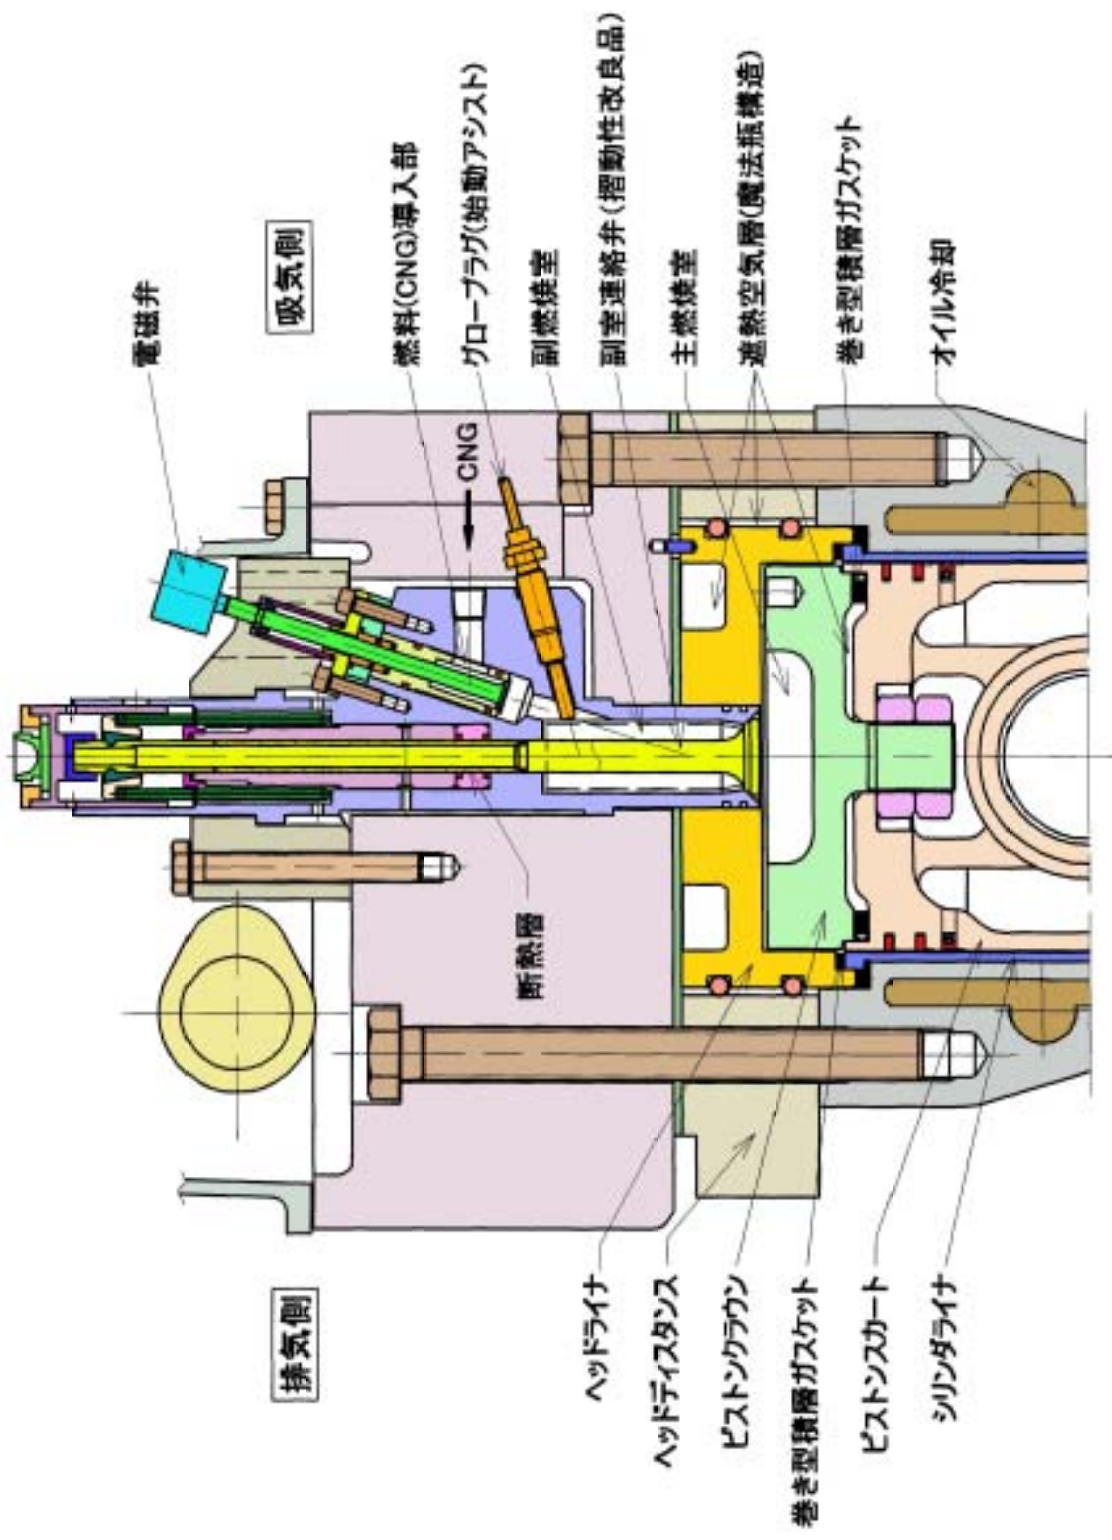 電磁弁
吸気側
燃料(CNG)導入部
CNG
グロープラグ(始動アシスト)
副燃焼室
副室連絡弁(摺動性改良品)
主燃焼室
遮熱空気層(魔法瓶構造)
巻き型積層ガスケット
オイル冷却
断熱層
排気側
ヘッドライナ
ヘッドディスタンス
ピストンクラウン
巻き型積層ガスケット
ピストンスカート
シリンダライナ